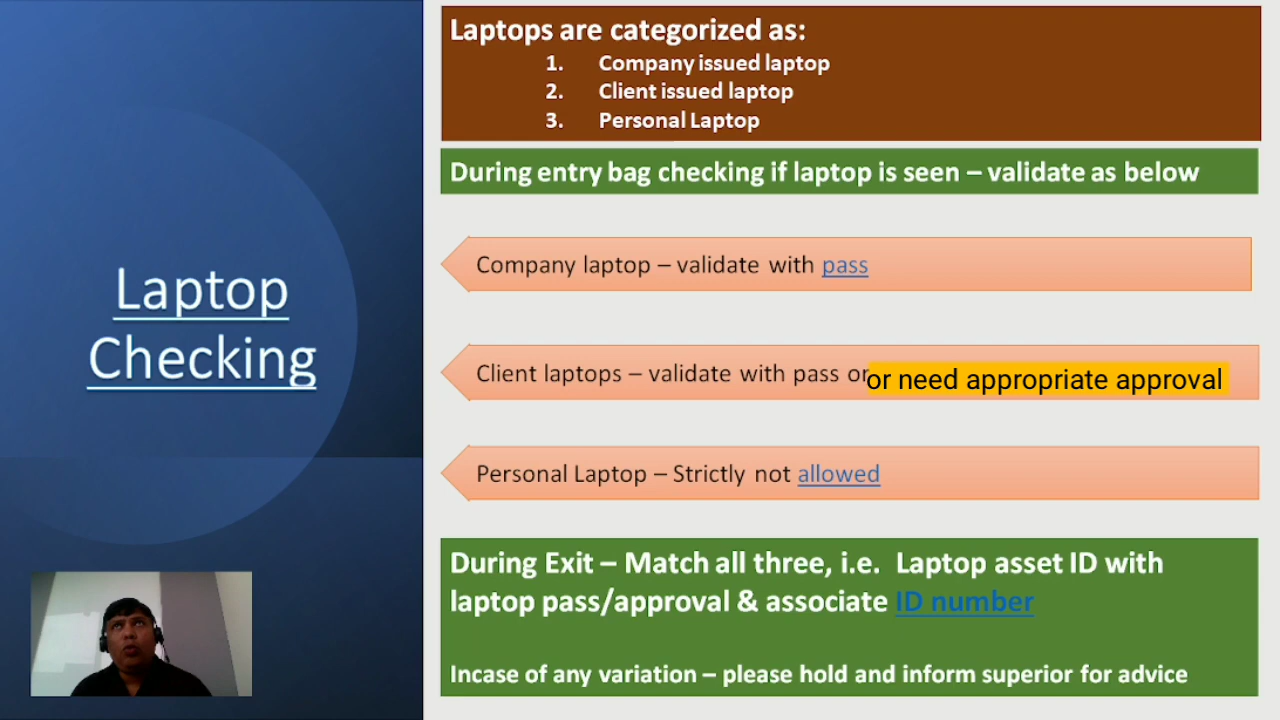 Laptop
Checking
Laptops are categorized as:
1. Company issued laptop
2. Client issued laptop
3. Personal Laptop
During entry bag checking if laptop is seen – validate as below
Company laptop – validate with pass
Client laptops – validate with pass or or need appropriate approval
Personal Laptop – Strictly not allowed
During Exit – Match all three, i.e. Laptop asset ID with
laptop pass/approval & associate ID number
Incase of any variation – please hold and inform superior for advice